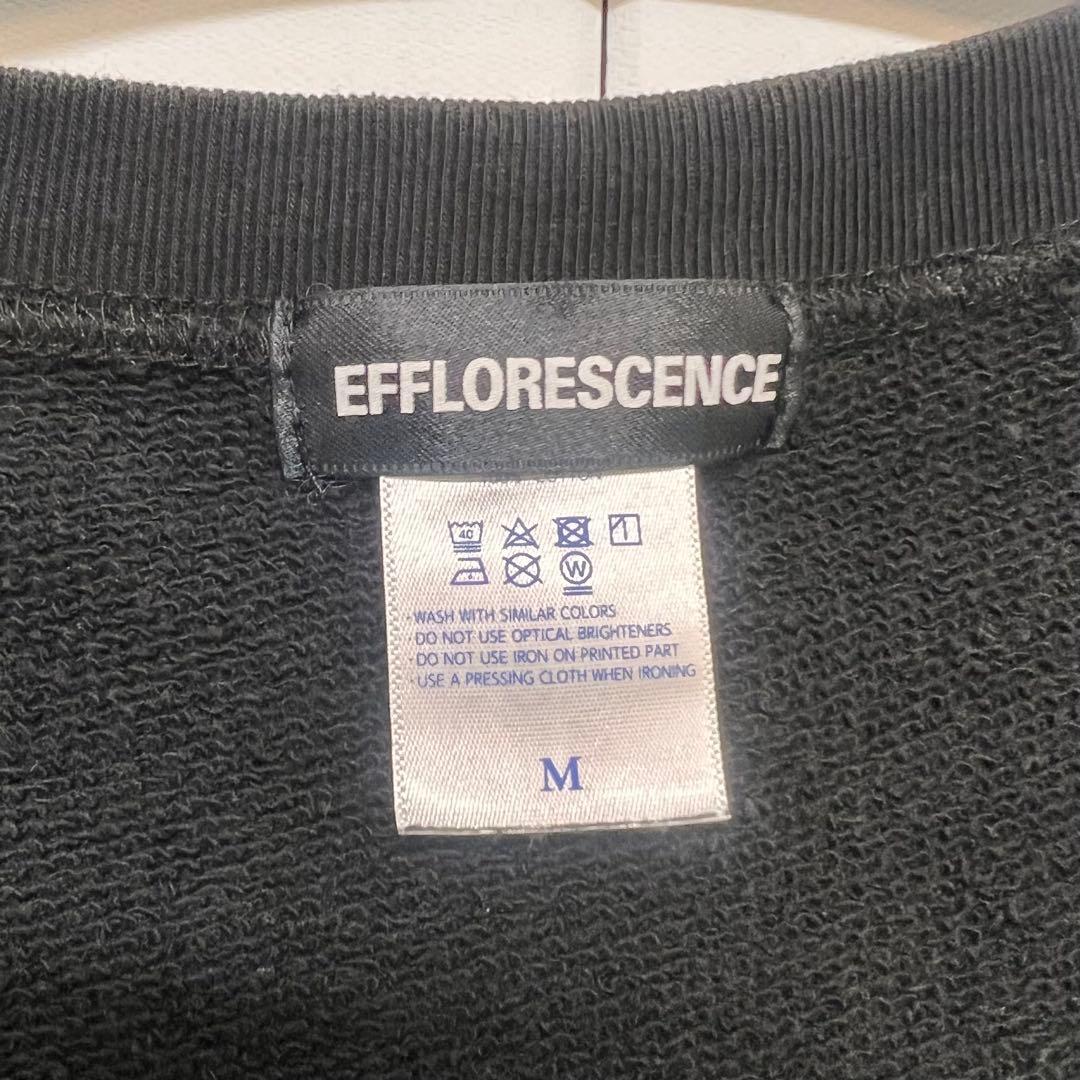 EFFLORESCENCE
40
W
·WASH WITH SIMILAR COLORS
DO NOT USE OPTICAL BRIGHTENERS
·DO NOT USE IRON ON PRINTED PART
·USE A PRESSING CLOTH WHEN IRONING
M